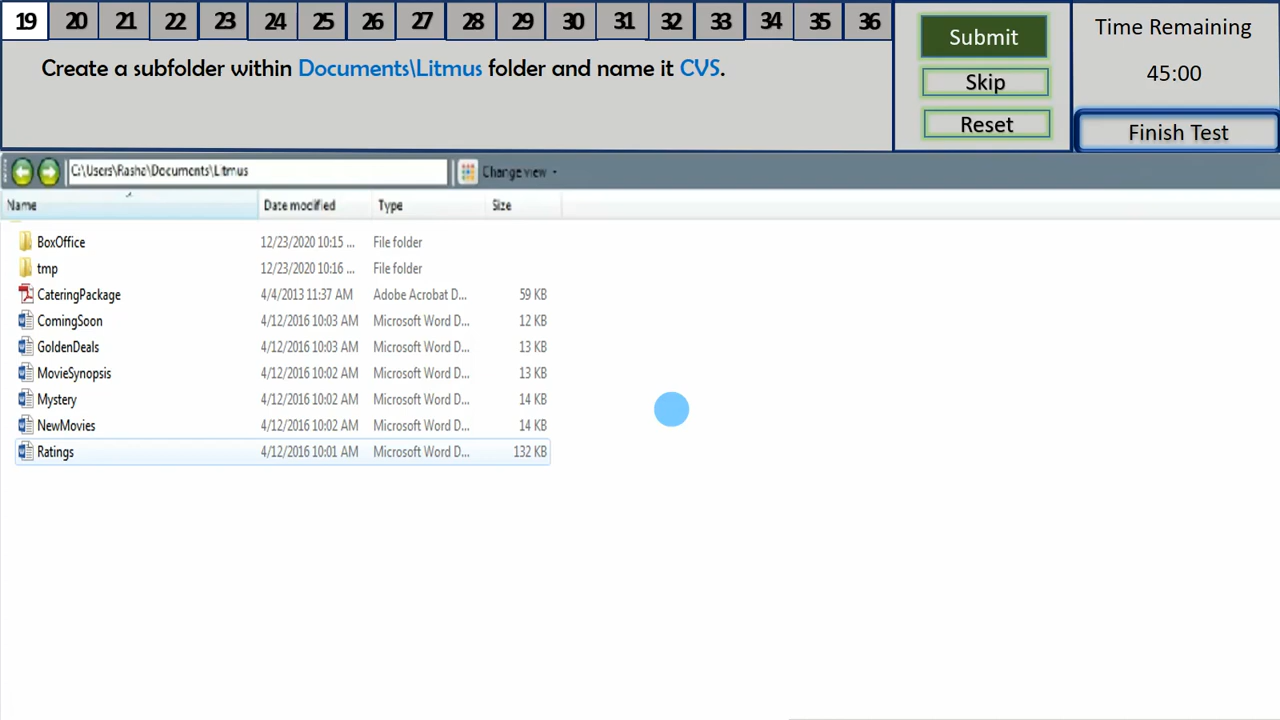 19 20 21 22 23 24 25 26 27 28 29 30 31 32 33 34 35 36
Create a subfolder within Documents\Litmus folder and name it CVS.
Submit
Skip
Reset
Time Remaining
45:00
Finish Test
C:\Users\Rasha\Documents\Litmus Change view
Name Date modified Type Size
BoxOffice 12/23/2020 10:15 ... File folder
tmp 12/23/2020 10:16 ... File folder
CateringPackage 4/4/2013 11:37 AM Adobe Acrobat D... 59 KB
ComingSoon 4/12/2016 10:03 AM Microsoft Word D... 12 KB
GoldenDeals 4/12/2016 10:03 AM Microsoft Word D... 13 KB
MovieSynopsis 4/12/2016 10:02 AM Microsoft Word D... 13 KB
Mystery 4/12/2016 10:02 AM Microsoft Word D... 14 KB
NewMovies 4/12/2016 10:02 AM Microsoft Word D... 14 KB
Ratings 4/12/2016 10:01 AM Microsoft Word D... 132 KB